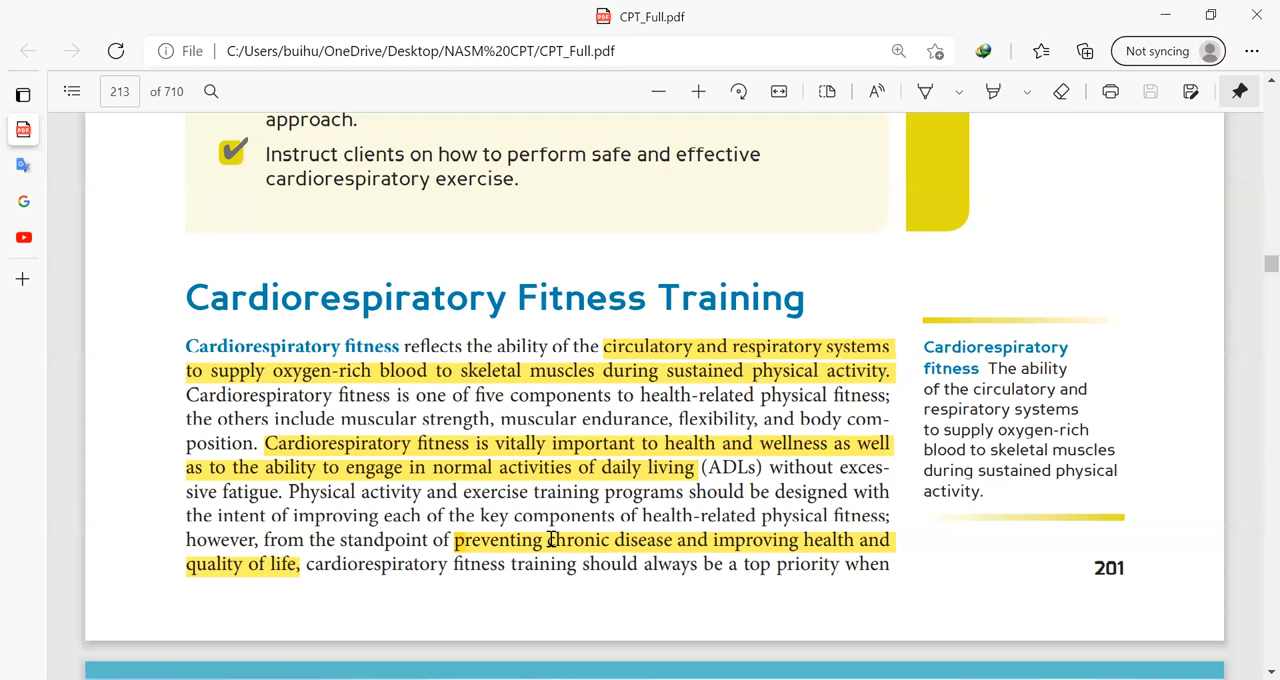 CPT_Full.pdf
File
C:/Users/buihu/OneDrive/Desktop/NASM%20CPT/CPT_Full.pdf
Not syncing
213 of 710
approach.
Instruct clients on how to perform safe and effective
cardiorespiratory exercise.
Cardiorespiratory Fitness Training
Cardiorespiratory fitness reflects the ability of the circulatory and respiratory systems
to supply oxygen-rich blood to skeletal muscles during sustained physical activity.
Cardiorespiratory fitness is one of five components to health-related physical fitness;
the others include muscular strength, muscular endurance, flexibility, and body com-
position. Cardiorespiratory fitness is vitally important to health and wellness as well
as to the ability to engage in normal activities of daily living (ADLs) without exces-
sive fatigue. Physical activity and exercise training programs should be designed with
the intent of improving each of the key components of health-related physical fitness;
however, from the standpoint of preventing chronic disease and improving health and
quality of life, cardiorespiratory fitness training should always be a top priority when
Cardiorespiratory
fitness The ability
of the circulatory and
respiratory systems
to supply oxygen-rich
blood to skeletal muscles
during sustained physical
activity.
201